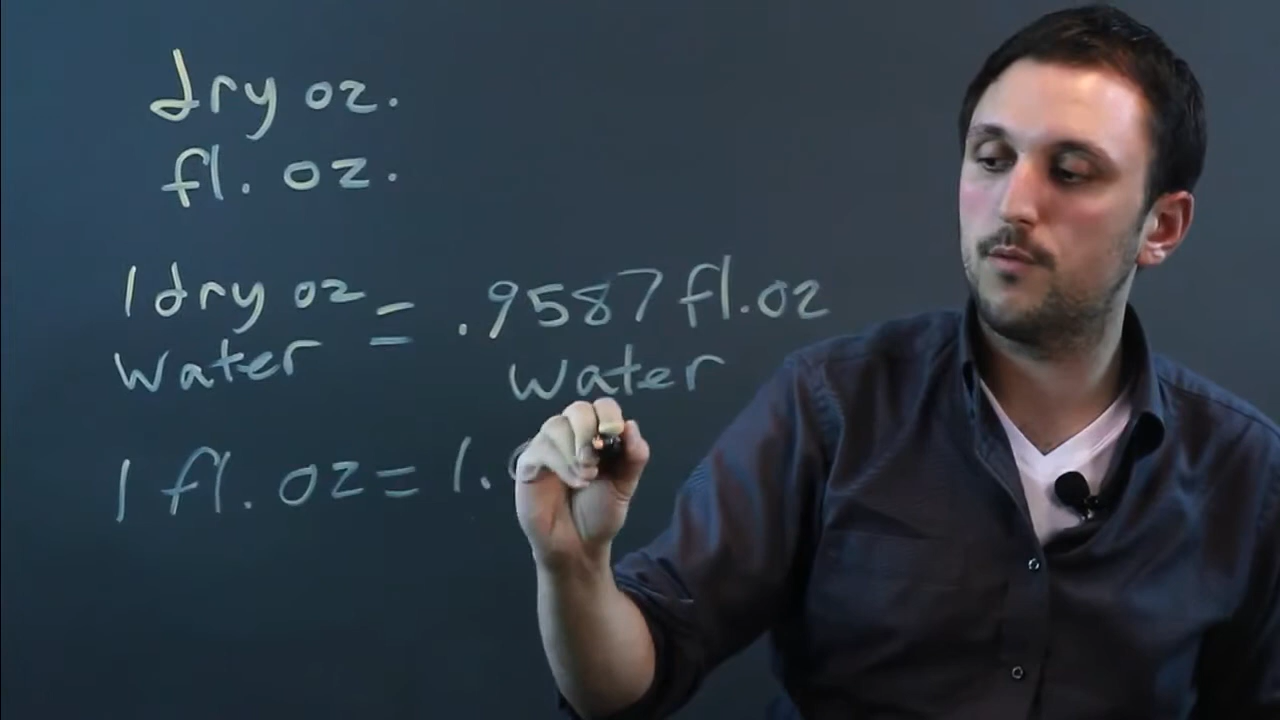 dry oz.
fl. oz.
1 dry oz = .9587 fl.oz
water water
1 fl. oz = 1.